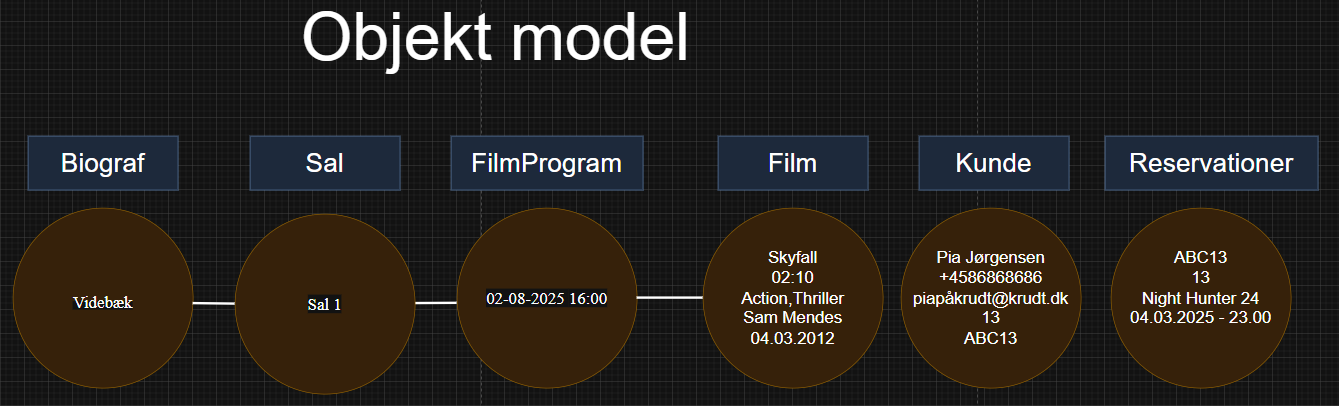 Objekt model
Biograf
Sal
FilmProgram
Film
Kunde
Reservationer
Videbæk
Sal 1
02-08-2025 16:00
Skyfall
02:10
Action,Thriller
Sam Mendes
04.03.2012
Pia Jørgensen
+4586868686
piapåkrudt@krudt.dk
13
ABC13
ABC13
13
Night Hunter 24
04.03.2025 - 23.00